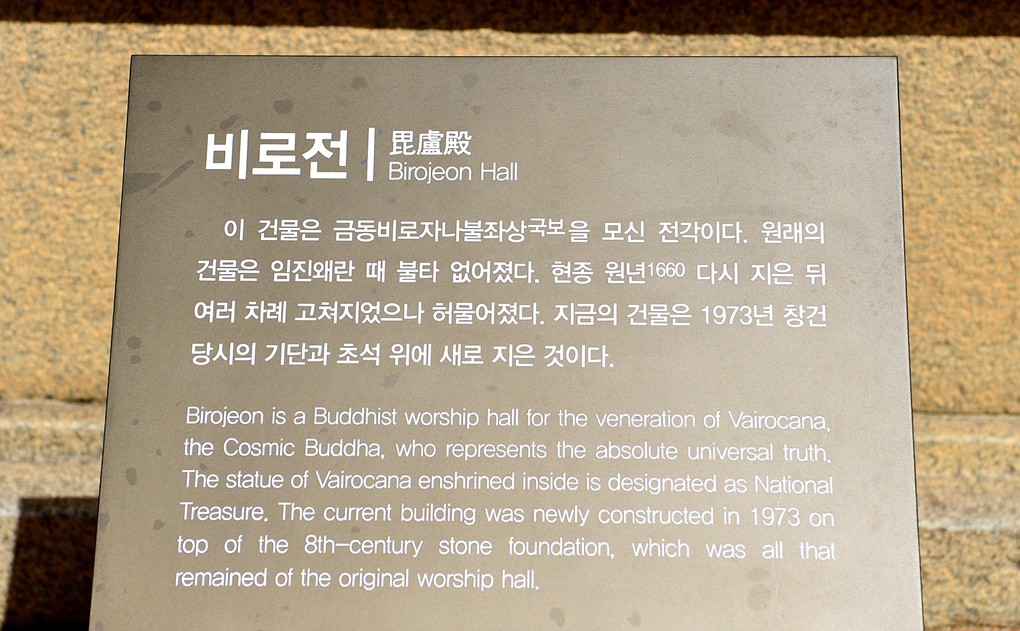 비로전 | 毘盧殿
Birojeon Hall
이 건물은 금동비로자나불좌상국보을 모신 전각이다. 원래의
건물은 임진왜란 때 불타 없어졌다. 현종 원년1660 다시 지은 뒤
여러 차례 고쳐지었으나 허물어졌다. 지금의 건물은 1973년 창건
당시의 기단과 초석 위에 새로 지은 것이다.
Birojeon is a Buddhist worship hall for the veneration of Vairocana,
the Cosmic Buddha, who represents the absolute universal truth.
The statue of Vairocana enshrined inside is designated as National
Treasure. The current building was newly constructed in 1973 on
top of the 8th-century stone foundation, which was all that
remained of the original worship hall.